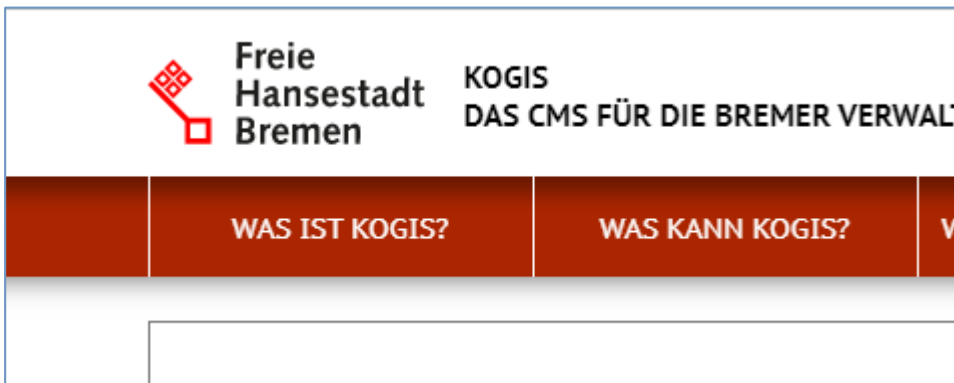 Freie
Hansestadt
Bremen
KOGIS
DAS CMS FÜR DIE BREMER
WAS IST KOGIS?
WAS KANN KOGIS?